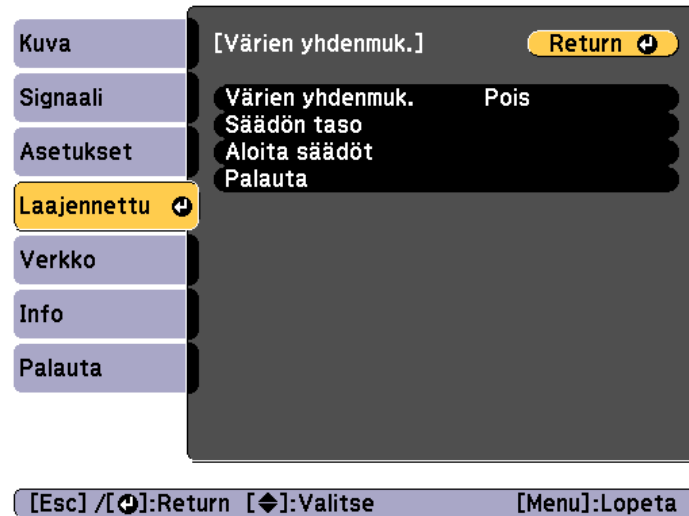 Kuva
Signaali
Asetukset
Laajennettu
Verkko
Info
Palauta
[Värien yhdenmuk.] Return
Värien yhdenmuk. Pois
Säädön taso
Aloita säädöt
Palauta
[Esc] /[⏎]:Return [◆]:Valitse [Menu]:Lopeta